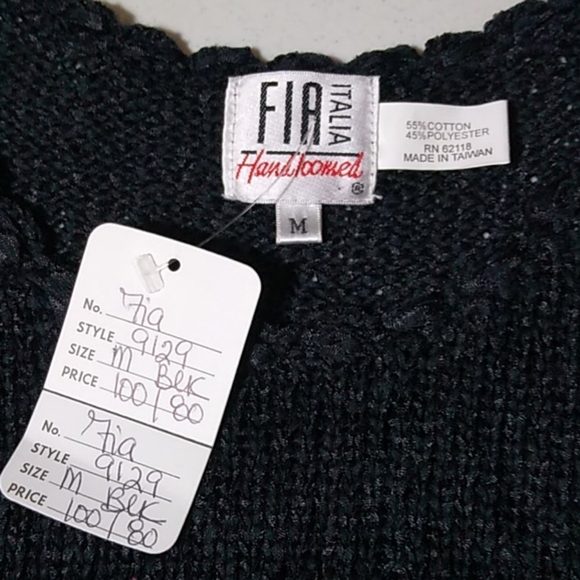 FIA ITALIA
Handloomed
®
M
55%COTTON
45%POLYESTER
RN 62118
MADE IN TAIWAN
No. Fia
STYLE 9129
SIZE M Blk
PRICE 100/80
No. Fia
STYLE 9129
SIZE M Blk
PRICE 100/80